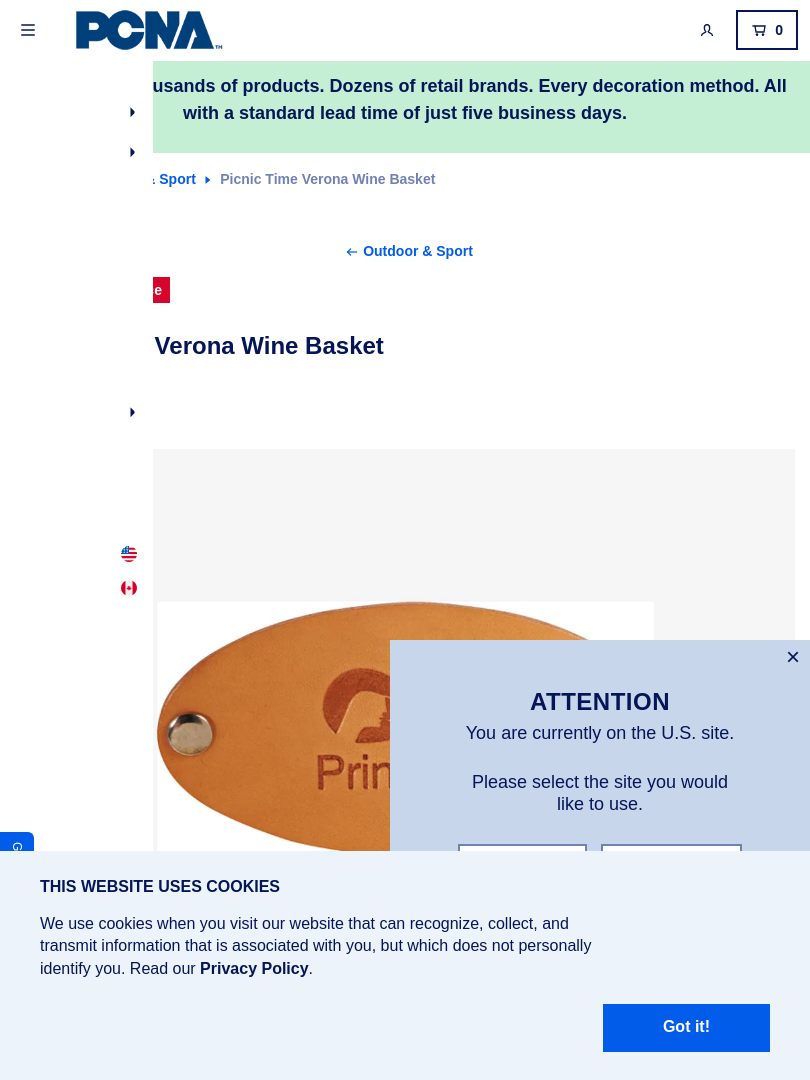 PCNA
0
usands of products. Dozens of retail brands. Every decoration method. All
with a standard lead time of just five business days.
& Sport
Picnic Time Verona Wine Basket
Outdoor & Sport
e
Verona Wine Basket
ATTENTION
You are currently on the U.S. site.
Please select the site you would
like to use.
G
THIS WEBSITE USES COOKIES
We use cookies when you visit our website that can recognize, collect, and
transmit information that is associated with you, but which does not personally
identify you. Read our Privacy Policy.
Got it!